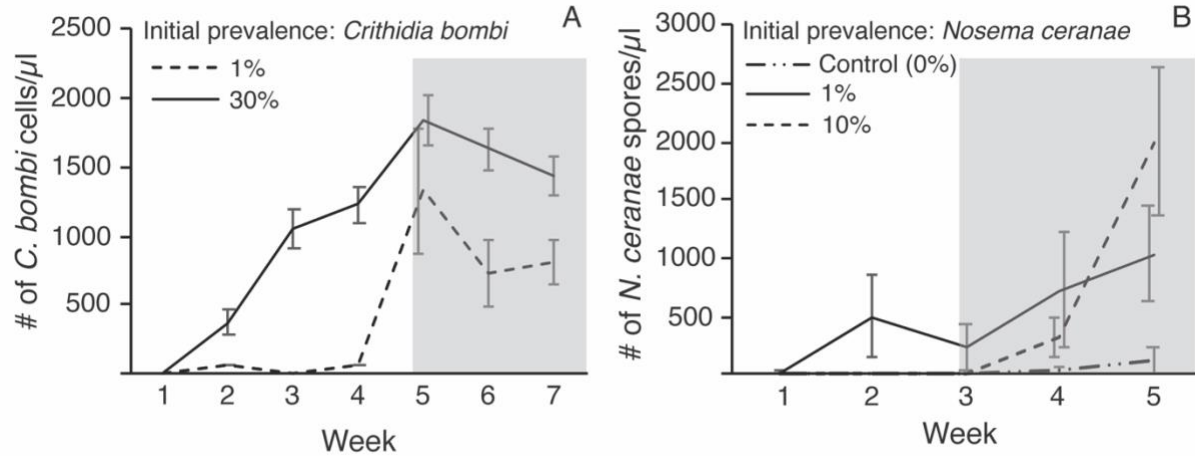 A
Initial prevalence: Crithidia bombi
1%
30%
# of C. bombi cells/µl
2500
2000
1500
1000
500
1 2 3 4 5 6 7
Week
B
Initial prevalence: Nosema ceranae
Control (0%)
1%
10%
# of N. ceranae spores/µl
3000
2500
2000
1500
1000
500
1 2 3 4 5
Week